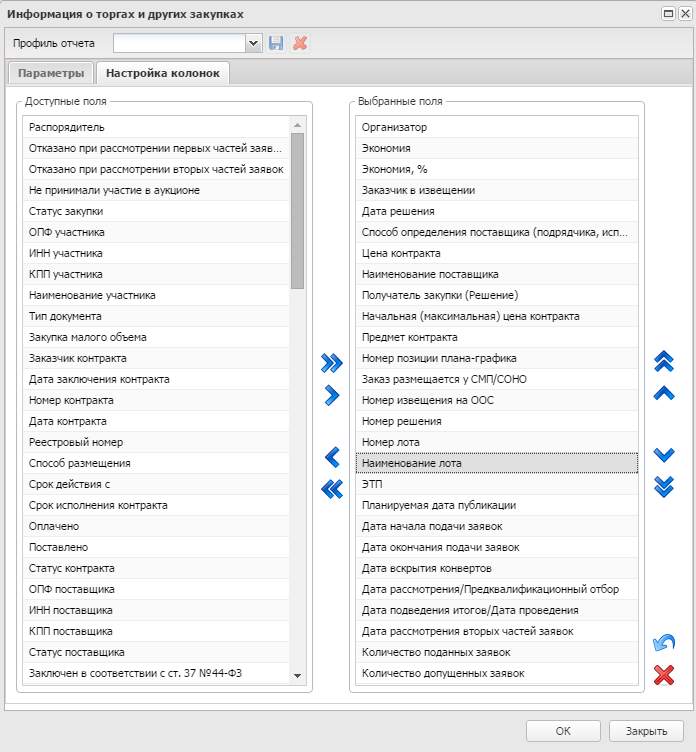 Информация о торгах и других закупках
Профиль отчета
Параметры
Настройка колонок
Доступные поля
Распорядитель
Отказано при рассмотрении первых частей заяв...
Отказано при рассмотрении вторых частей заявок
Не принимали участие в аукционе
Статус закупки
ОПФ участника
ИНН участника
КПП участника
Наименование участника
Тип документа
Закупка малого объема
Заказчик контракта
Дата заключения контракта
Номер контракта
Дата контракта
Реестровый номер
Способ размещения
Срок действия с
Срок исполнения контракта
Оплачено
Поставлено
Статус контракта
ОПФ поставщика
ИНН поставщика
КПП поставщика
Статус поставщика
Заключен в соответствии с ст. 37 №44-ФЗ
Выбранные поля
Организатор
Экономия
Экономия, %
Заказчик в извещении
Дата решения
Способ определения поставщика (подрядчика, исп...
Цена контракта
Наименование поставщика
Получатель закупки (Решение)
Начальная (максимальная) цена контракта
Предмет контракта
Номер позиции плана-графика
Заказ размещается у СМП/СОНО
Номер извещения на ООС
Номер решения
Номер лота
Наименование лота
ЭТП
Планируемая дата публикации
Дата начала подачи заявок
Дата окончания подачи заявок
Дата вскрытия конвертов
Дата рассмотрения/Предквалификационный отбор
Дата подведения итогов/Дата проведения
Дата рассмотрения вторых частей заявок
Количество поданных заявок
Количество допущенных заявок
ОК
Закрыть